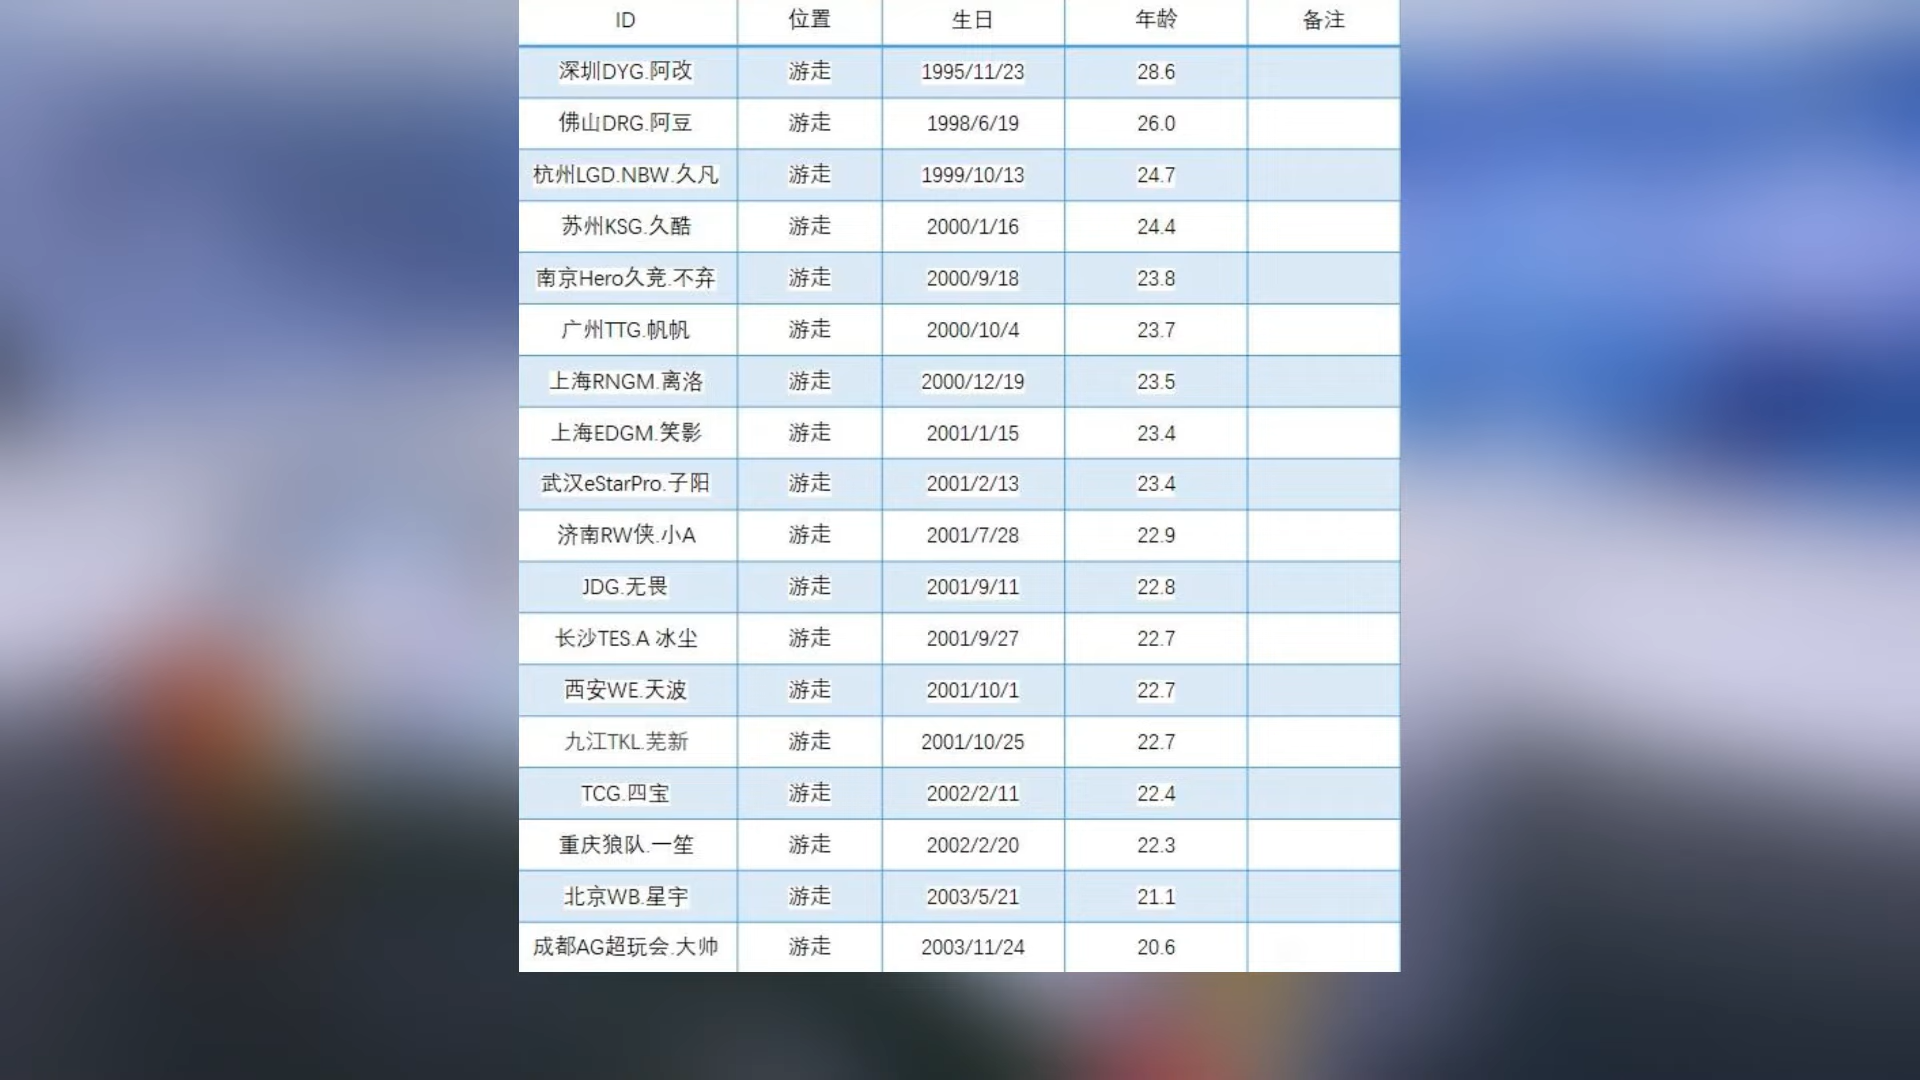 ID 位置 生日 年龄 备注
深圳DYG.阿改 游走 1995/11/23 28.6
佛山DRG.阿豆 游走 1998/6/19 26.0
杭州LGD.NBW.久凡 游走 1999/10/13 24.7
苏州KSG.久酷 游走 2000/1/16 24.4
南京Hero久竞.不弃 游走 2000/9/18 23.8
广州TTG.帆帆 游走 2000/10/4 23.7
上海RNGM.离洛 游走 2000/12/19 23.5
上海EDGM.笑影 游走 2001/1/15 23.4
武汉eStarPro.子阳 游走 2001/2/13 23.4
济南RW侠.小A 游走 2001/7/28 22.9
JDG.无畏 游走 2001/9/11 22.8
长沙TES.A 冰尘 游走 2001/9/27 22.7
西安WE.天波 游走 2001/10/1 22.7
九江TKL.芜新 游走 2001/10/25 22.7
TCG.四宝 游走 2002/2/11 22.4
重庆狼队.一笙 游走 2002/2/20 22.3
北京WB.星宇 游走 2003/5/21 21.1
成都AG超玩会.大帅 游走 2003/11/24 20.6